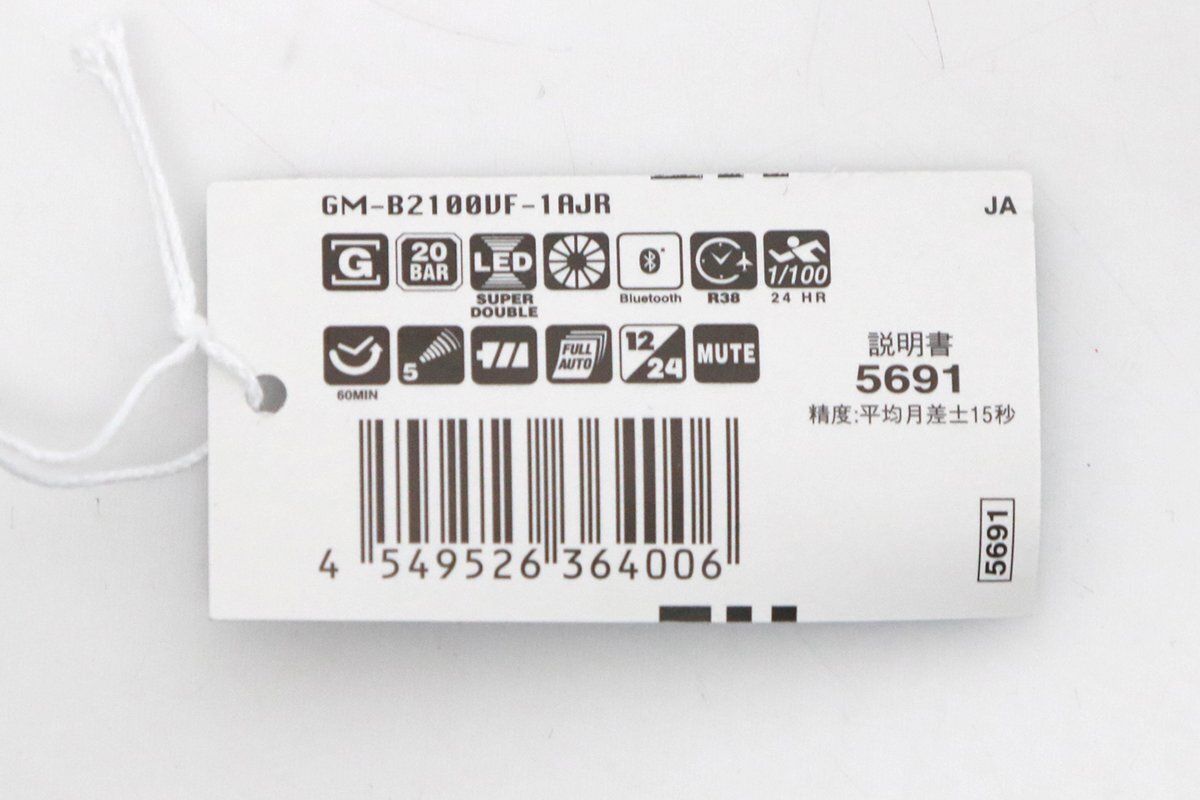 GM-B2100VF-1AJR
JA
G
20
BAR
LED
SUPER
DOUBLE
Bluetooth
R38
1/100
24 HR
60MIN
5
FULL
AUTO
12/24
MUTE
説明書
5691
精度:平均月差±15秒
4 549526 364006
5691